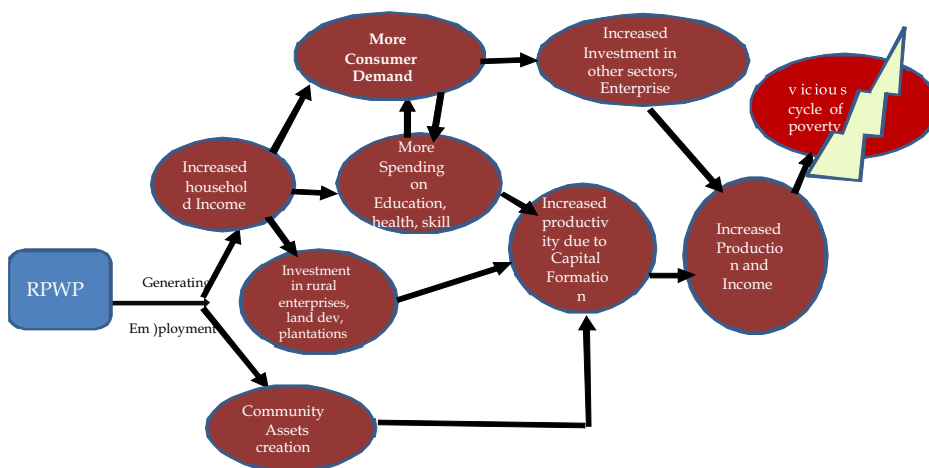 More
Consumer
Demand
Increased
Investment in
other sectors,
Enterprise
v icio u s
cycle of
poverty
Increased
househol
d Income
More
Spending
on
Education,
health, skill
Increased
productiv
ity due to
Capital
Formatio
n
Increased
Productio
n and
Income
RPWP
Generating
Em )ployment
Investment
in rural
enterprises,
land dev,
plantations
Community
Assets
creation